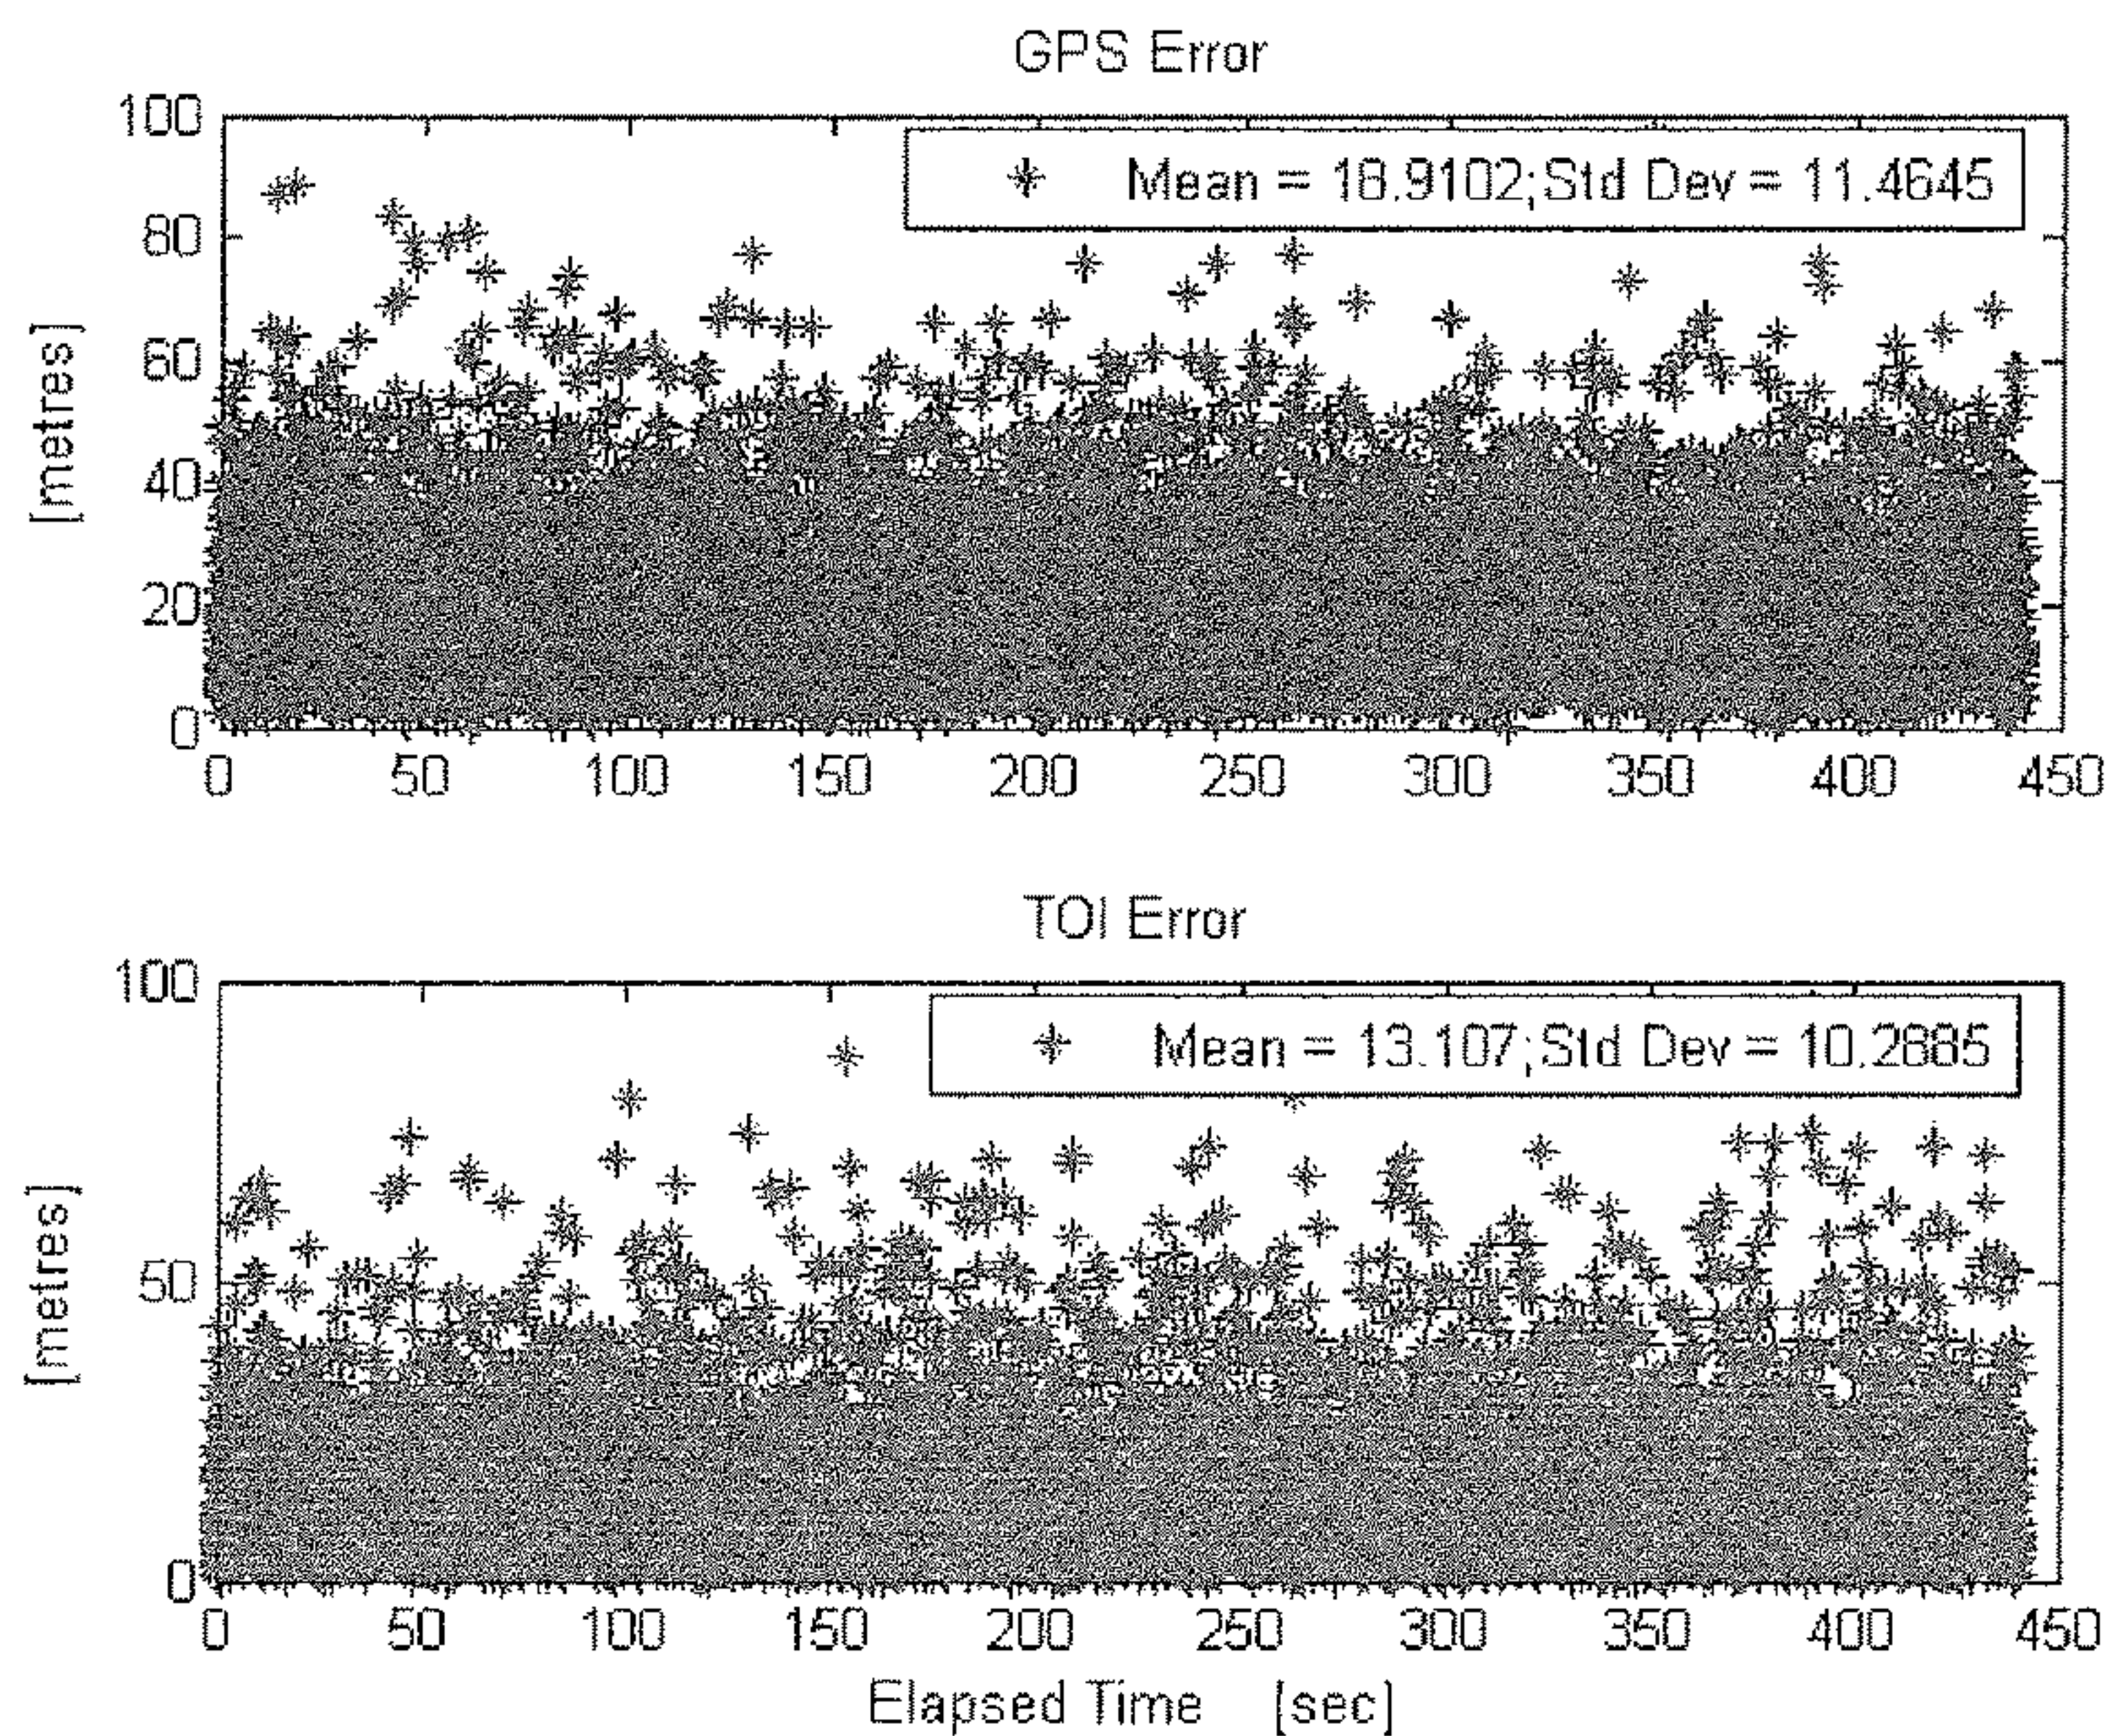 GPS Error
100
80
60
40
20
0
[metres]
Mean = 18.9102;Std Dev = 11.4645
0 50 100 150 200 250 300 350 400 450
TOI Error
100
50
0
[metres]
Mean = 13.107;Std Dev = 10.2885
0 50 100 150 200 250 300 350 400 450
Elapsed Time [sec]